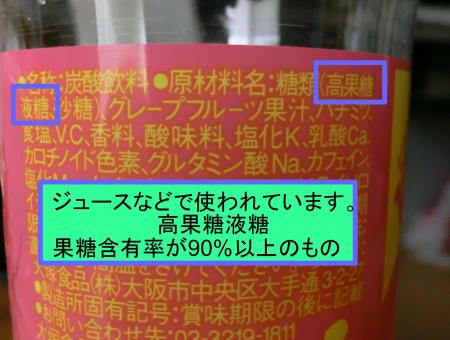 ●名称:炭酸飲料●原材料名:糖類(高果糖
液糖、砂糖)、グレープフルーツ果汁、ハチミツ、
食塩、V.C、香料、酸味料、塩化K、乳酸Ca、
カロチノイド色素、グルタミン酸Na、カフェイン、
ジュースなどで使われています。
高果糖液糖
果糖含有率が90%以上のもの
大塚食品(株)大阪市中央区大手通3-2-
●製造所固有記号:賞味期限の後に記載
●お問い合わせ先:03-3219-1811